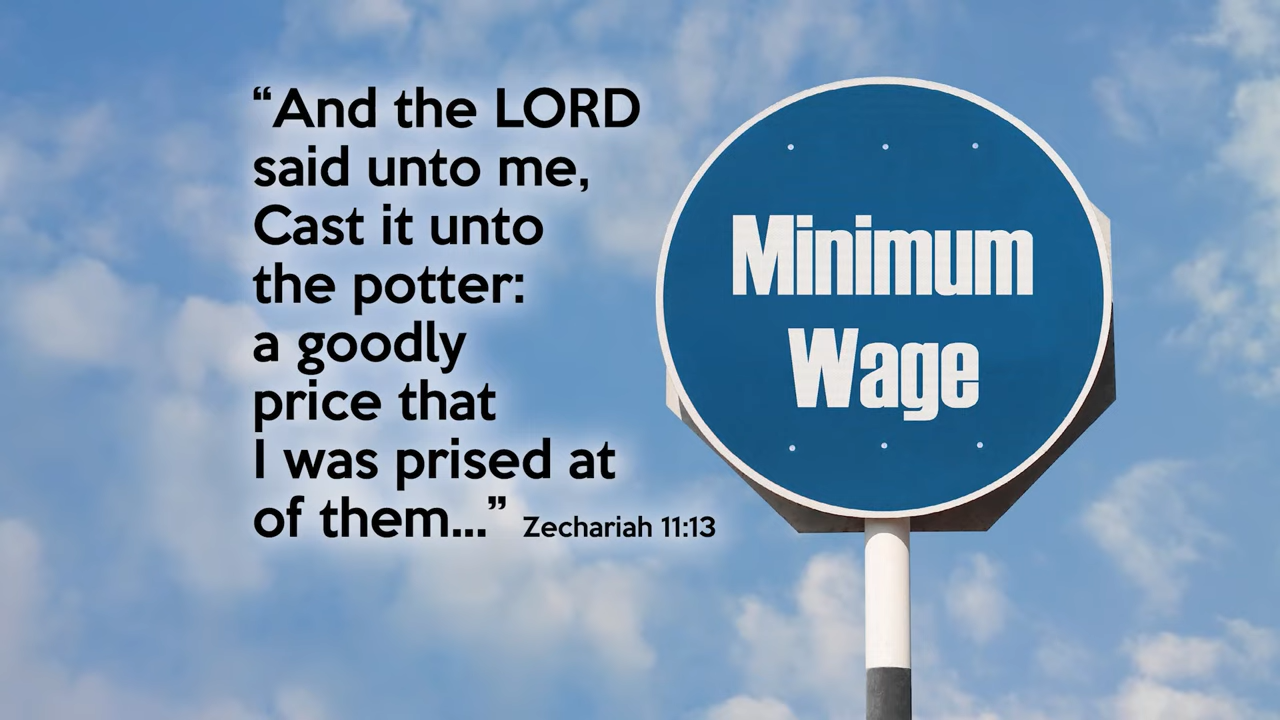 “And the LORD
said unto me,
Cast it unto
the potter:
a goodly
price that
I was prised at
of them...” Zechariah 11:13
Minimum
Wage